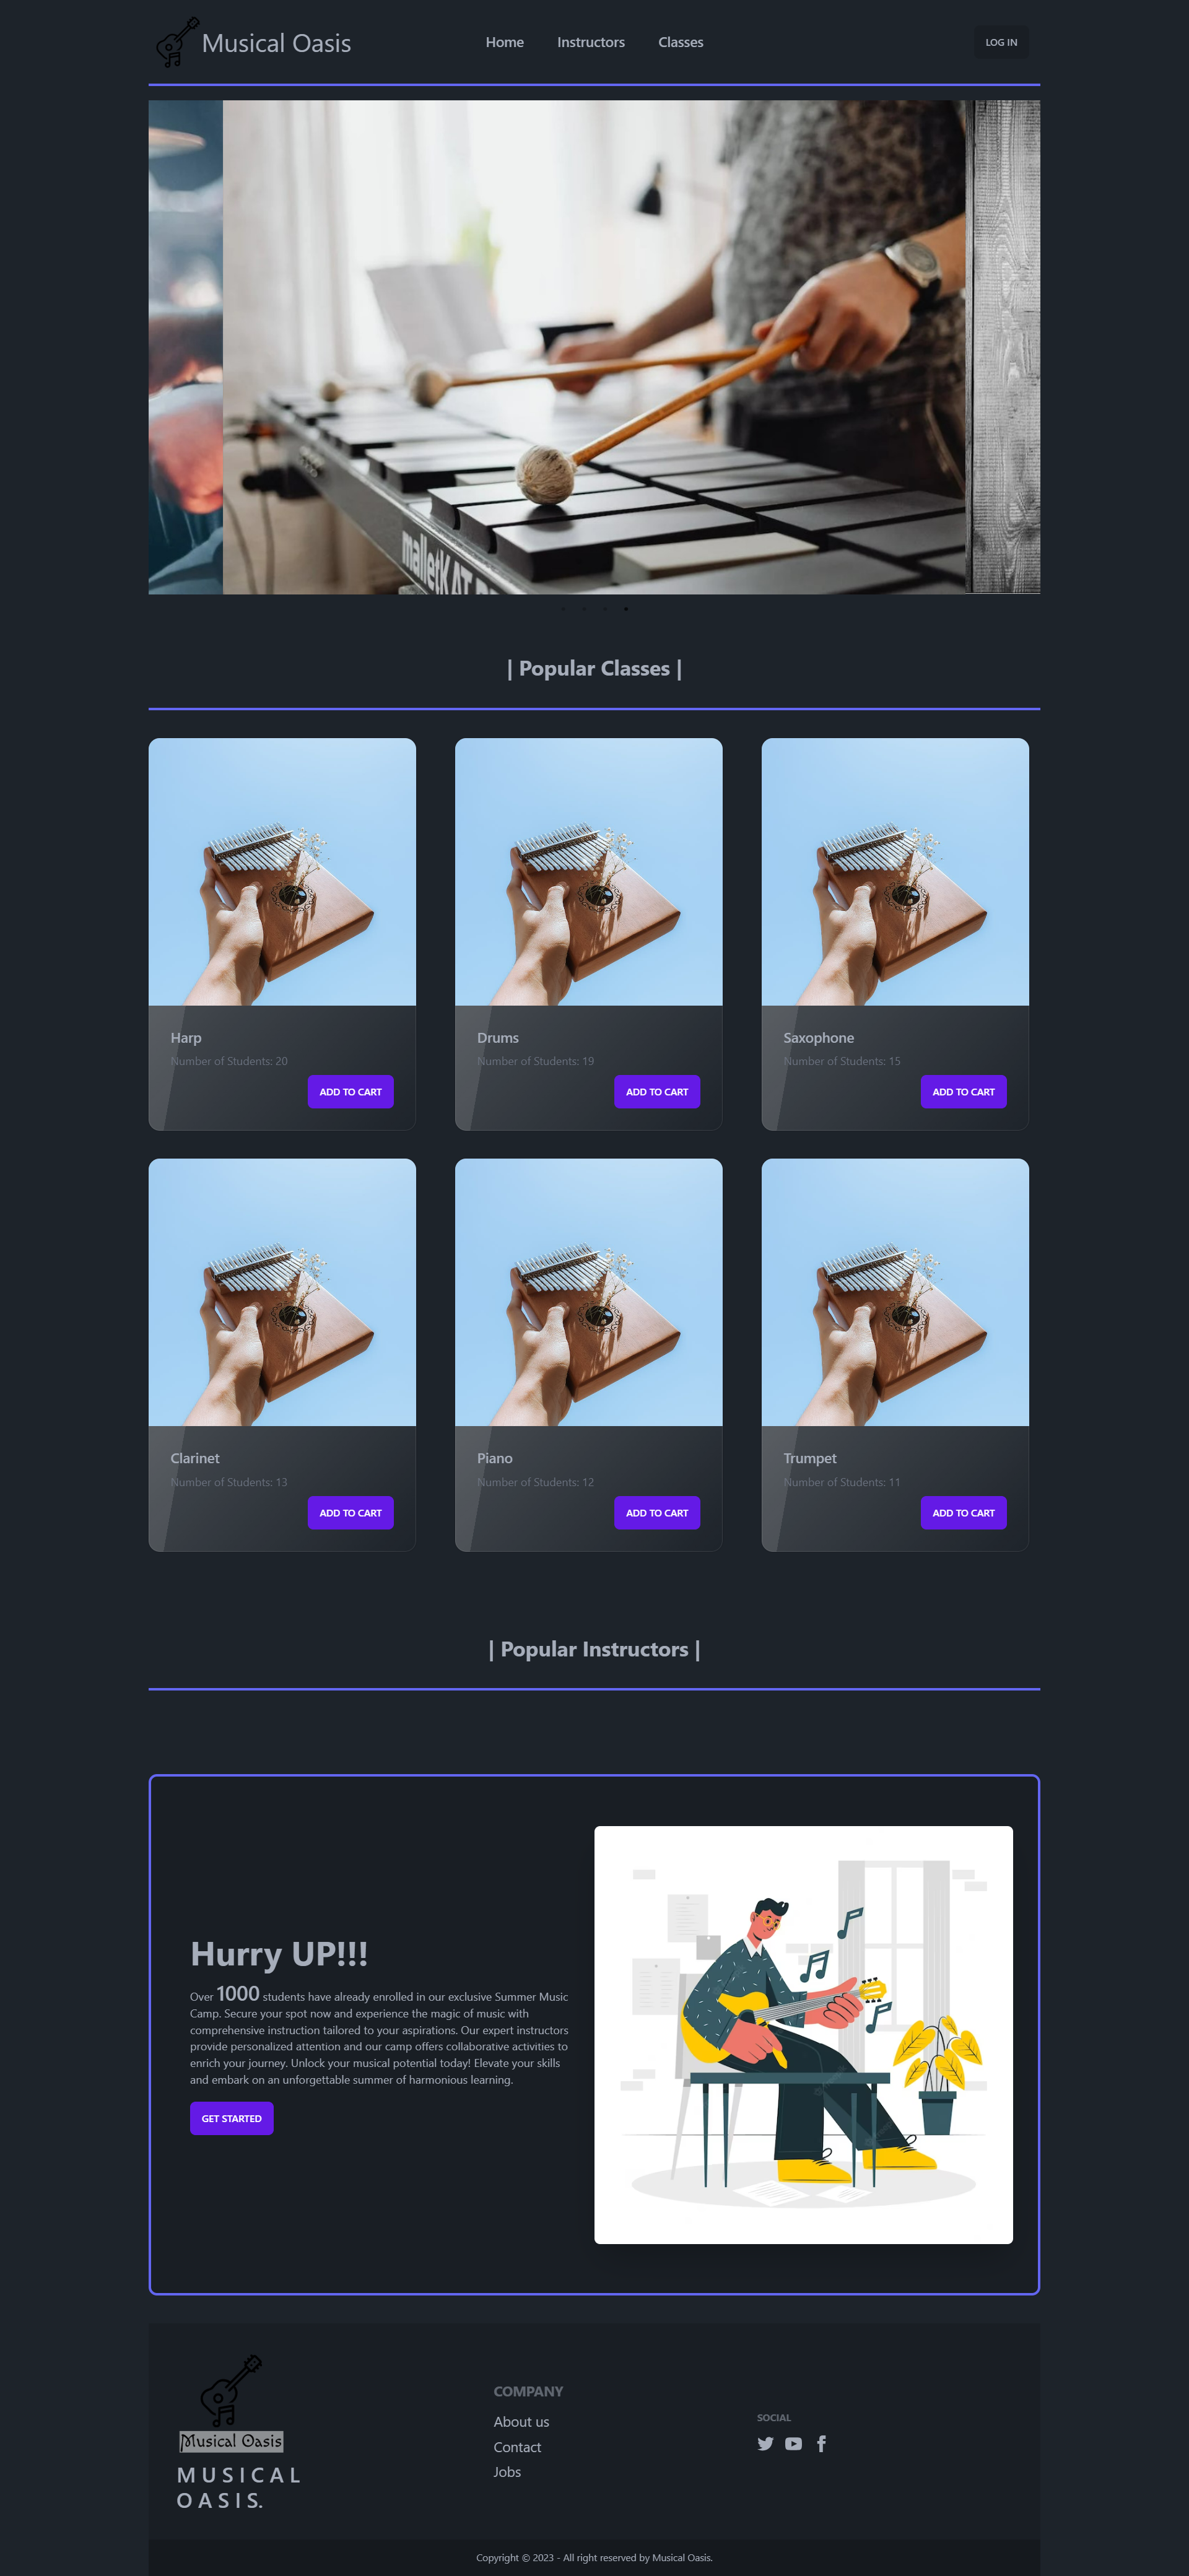 Musical Oasis
Home
Instructors
Classes
LOG IN
malletKAT
| Popular Classes |
Harp
Number of Students: 20
ADD TO CART
Drums
Number of Students: 19
ADD TO CART
Saxophone
Number of Students: 15
ADD TO CART
Clarinet
Number of Students: 13
ADD TO CART
Piano
Number of Students: 12
ADD TO CART
Trumpet
Number of Students: 11
ADD TO CART
| Popular Instructors |
Hurry UP!!!
Over 1000 students have already enrolled in our exclusive Summer Music
Camp. Secure your spot now and experience the magic of music with
comprehensive instruction tailored to your aspirations. Our expert instructors
provide personalized attention and our camp offers collaborative activities to
enrich your journey. Unlock your musical potential today! Elevate your skills
and embark on an unforgettable summer of harmonious learning.
GET STARTED
Musical Oasis
MUSICAL
OASIS.
COMPANY
About us
Contact
Jobs
SOCIAL
Copyright © 2023 - All right reserved by Musical Oasis.